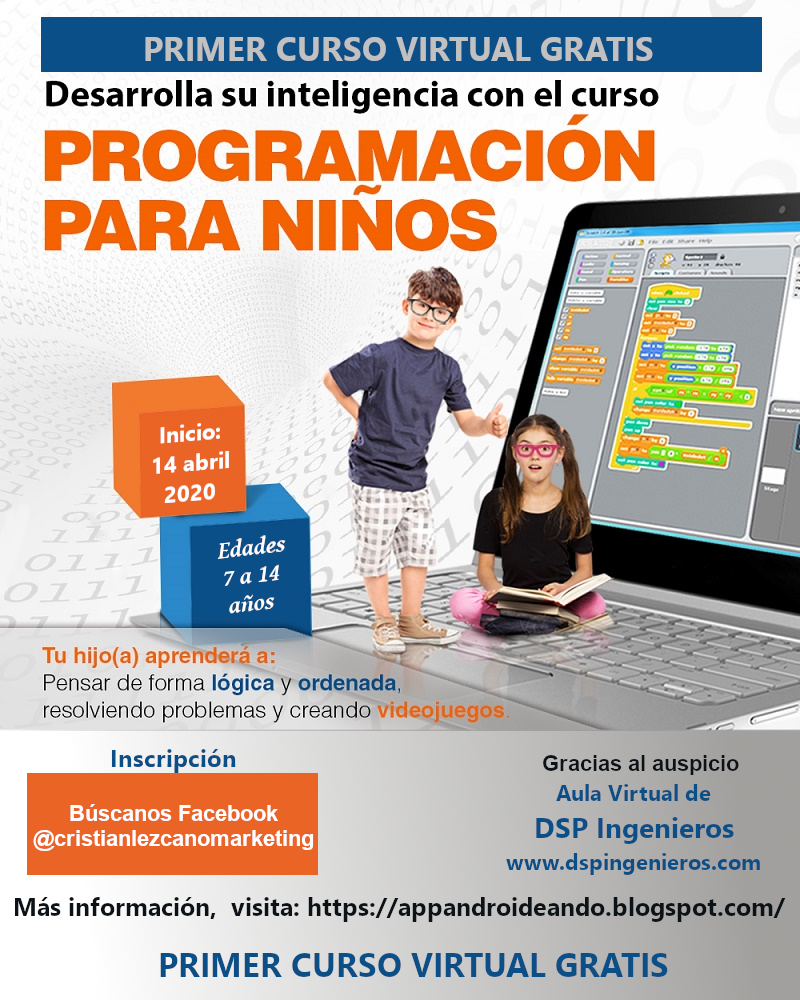 PRIMER CURSO VIRTUAL GRATIS
Desarrolla su inteligencia con el curso
PROGRAMACIÓN
PARA NIÑOS
Inicio:
14 abril
2020
Edades
7 a 14
años
Tu hijo(a) aprenderá a:
Pensar de forma lógica y ordenada,
resolviendo problemas y creando videojuegos.
Inscripción
Búscanos Facebook
@cristianlezcanomarketing
Gracias al auspicio
Aula Virtual de
DSP Ingenieros
www.dspingenieros.com
Más información, visita: https://appandroideando.blogspot.com/
PRIMER CURSO VIRTUAL GRATIS